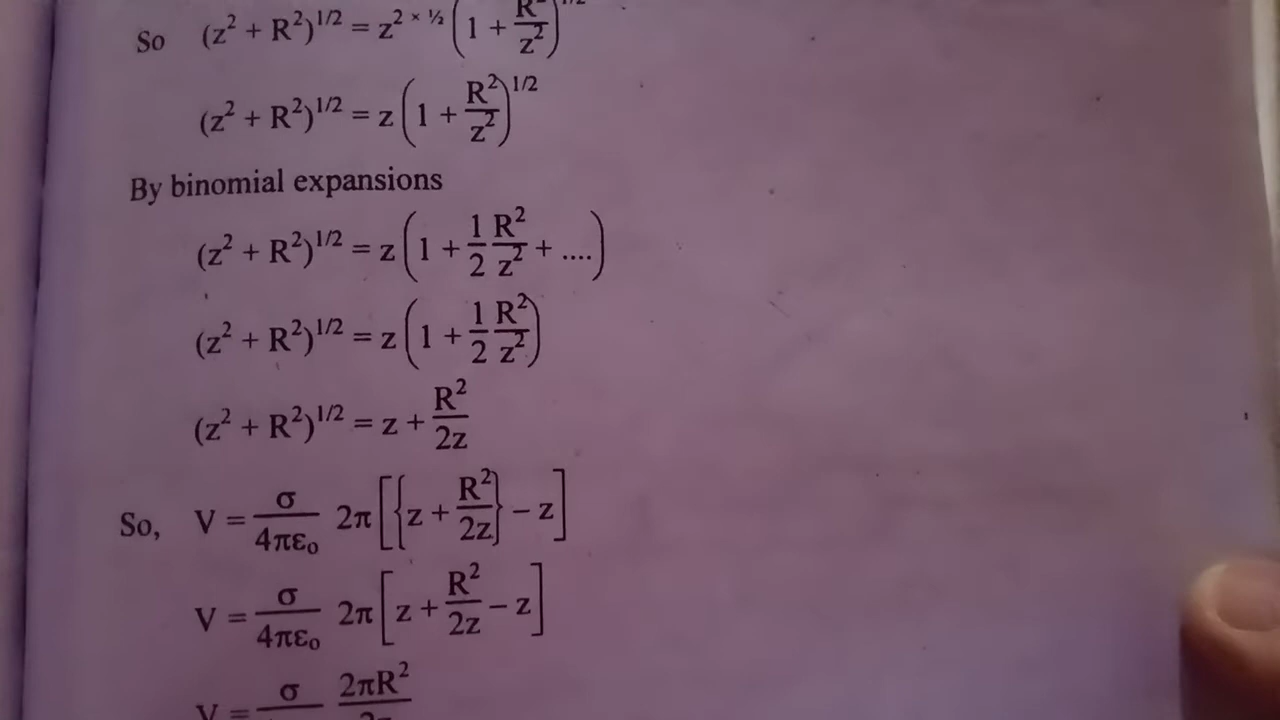 So (z² + R²)^1/2 = z^2 × ½ (1 + R²/z²)^1/2
(z² + R²)^1/2 = z (1 + R²/z²)^1/2
By binomial expansions
(z² + R²)^1/2 = z (1 + 1/2 R²/z² + ....)
(z² + R²)^1/2 = z (1 + 1/2 R²/z²)
(z² + R²)^1/2 = z + R²/2z
So, V = σ/4πε₀ 2π [{z + R²/2z} – z]
V = σ/4πε₀ 2π [z + R²/2z – z]
V = σ 2πR²